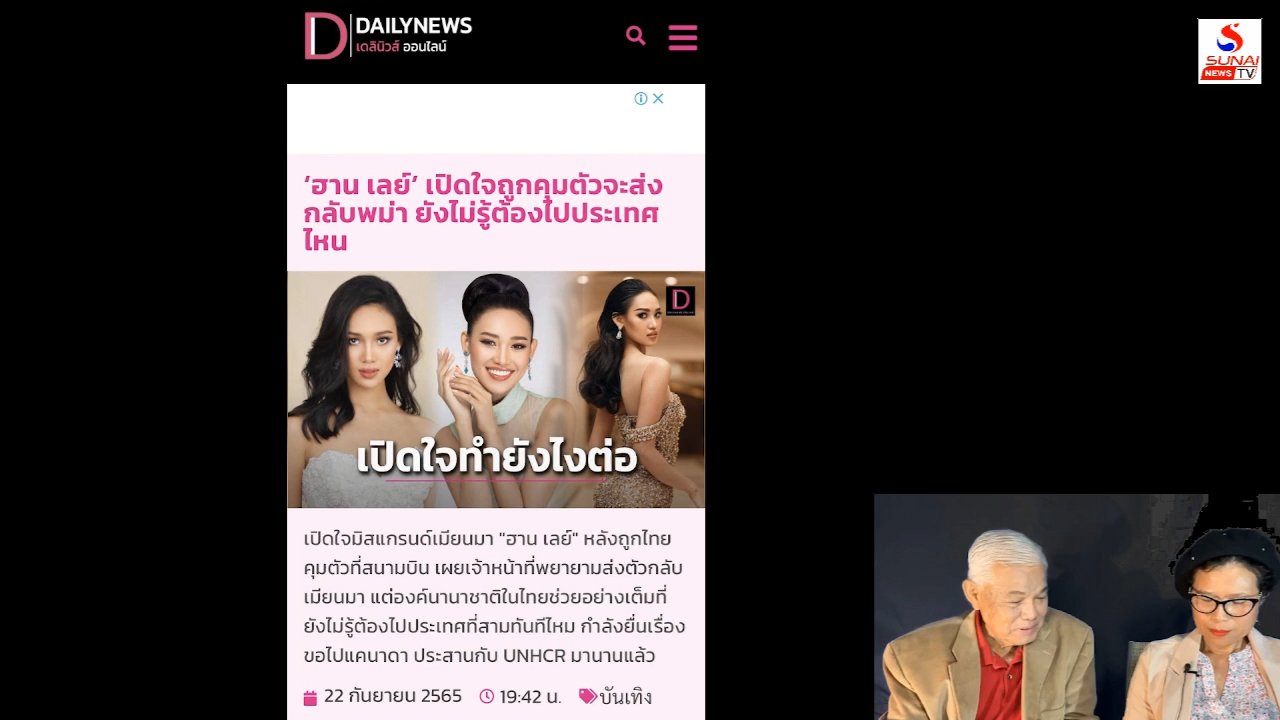 DAILYNEWS
เดลินิวส์ ออนไลน์
SUNAI
NEWS TV
‘ฮาน เลย์’ เปิดใจถูกคุมตัวจะส่ง
กลับพม่า ยังไม่รู้ต้องไปประเทศ
ไหน
D
เปิดใจทำยังไงต่อ
เปิดใจมิสแกรนด์เมียนมา "ฮาน เลย์" หลังถูกไทย
คุมตัวที่สนามบิน เผยเจ้าหน้าที่พยายามส่งตัวกลับ
เมียนมา แต่องค์นานาชาติในไทยช่วยอย่างเต็มที่
ยังไม่รู้ต้องไปประเทศที่สามทันทีไหม กำลังยื่นเรื่อง
ขอไปแคนาดา ประสานกับ UNHCR มานานแล้ว
22 กันยายน 2565 19:42 น. บันเทิง